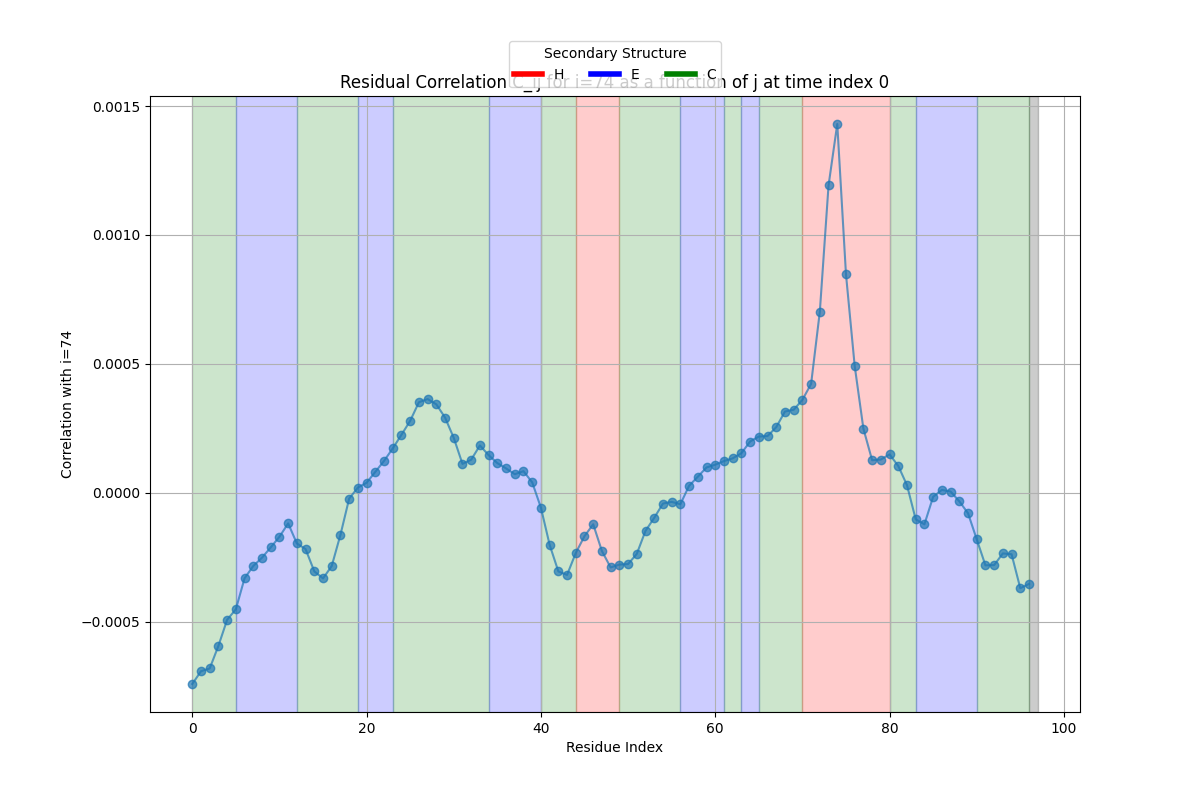 Secondary Structure
H E C
Residual Correlation C_ij for i=74 as a function of j at time index 0
0.0015
0.0010
0.0005
0.0000
−0.0005
Correlation with i=74
0 20 40 60 80 100
Residue Index